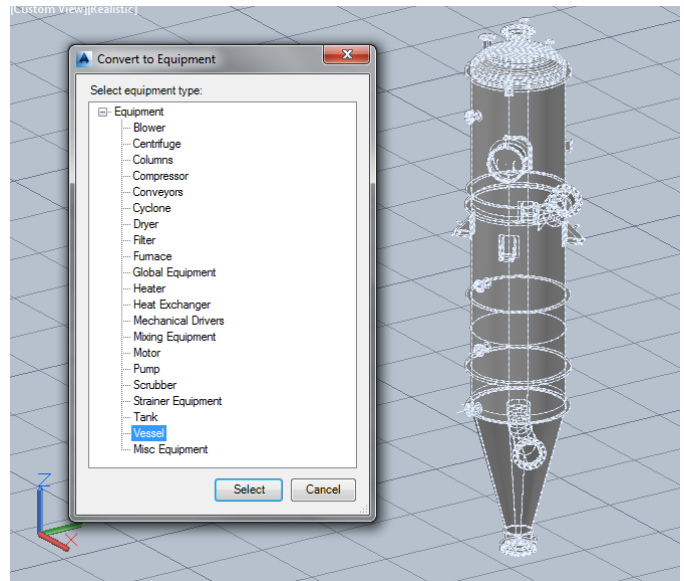 [Custom View][Realistic]
Convert to Equipment
Select equipment type:
Equipment
Blower
Centrifuge
Columns
Compressor
Conveyors
Cyclone
Dryer
Filter
Furnace
Global Equipment
Heater
Heat Exchanger
Mechanical Drivers
Mixing Equipment
Motor
Pump
Scrubber
Strainer Equipment
Tank
Vessel
Misc Equipment
Select
Cancel
Z
X